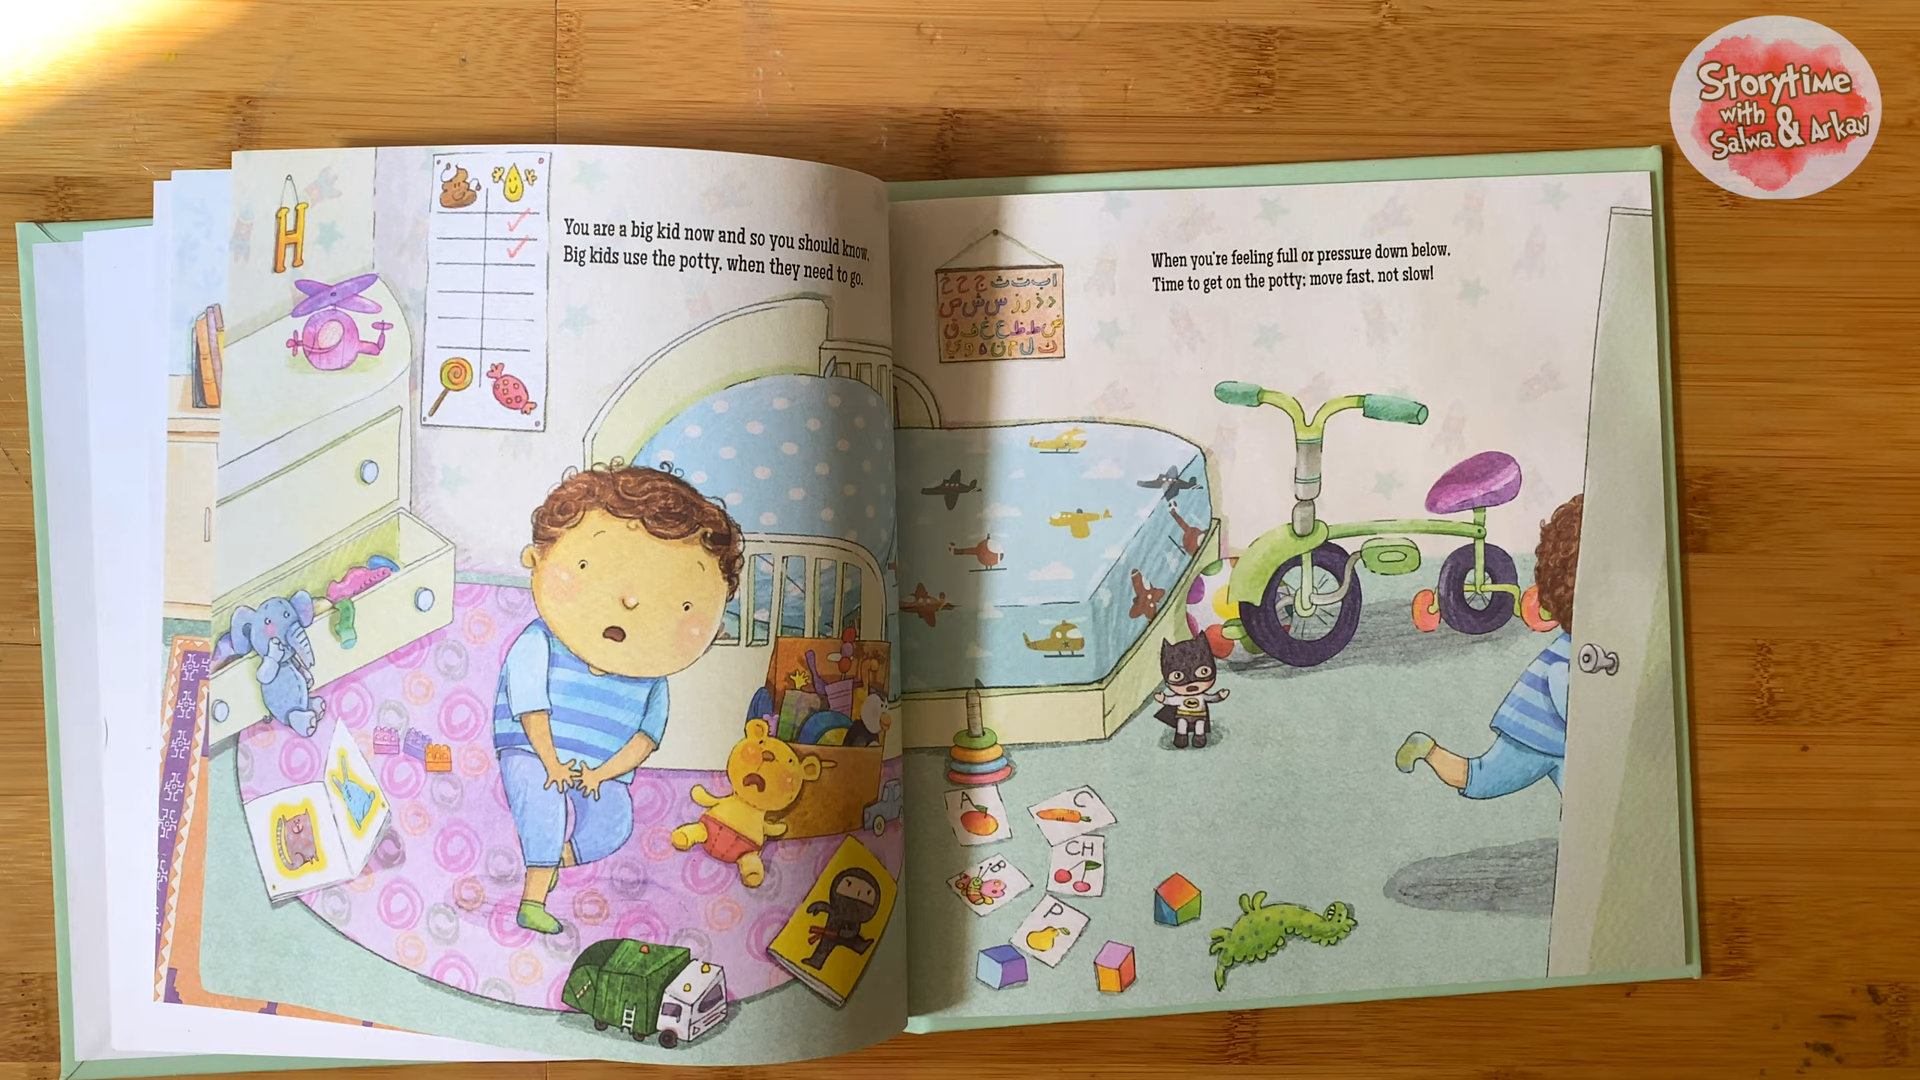 H
You are a big kid now and so you should know,
Big kids use the potty, when they need to go.
ا ب ت ث ج ح خ
د ذ ر ز س ش ص
ض ط ظ ع غ ف ق
ك ل م ن ه و ي
When you're feeling full or pressure down below,
Time to get on the potty; move fast, not slow!
A
C
CH
B
P
Storytime
with
Salwa & Arkan